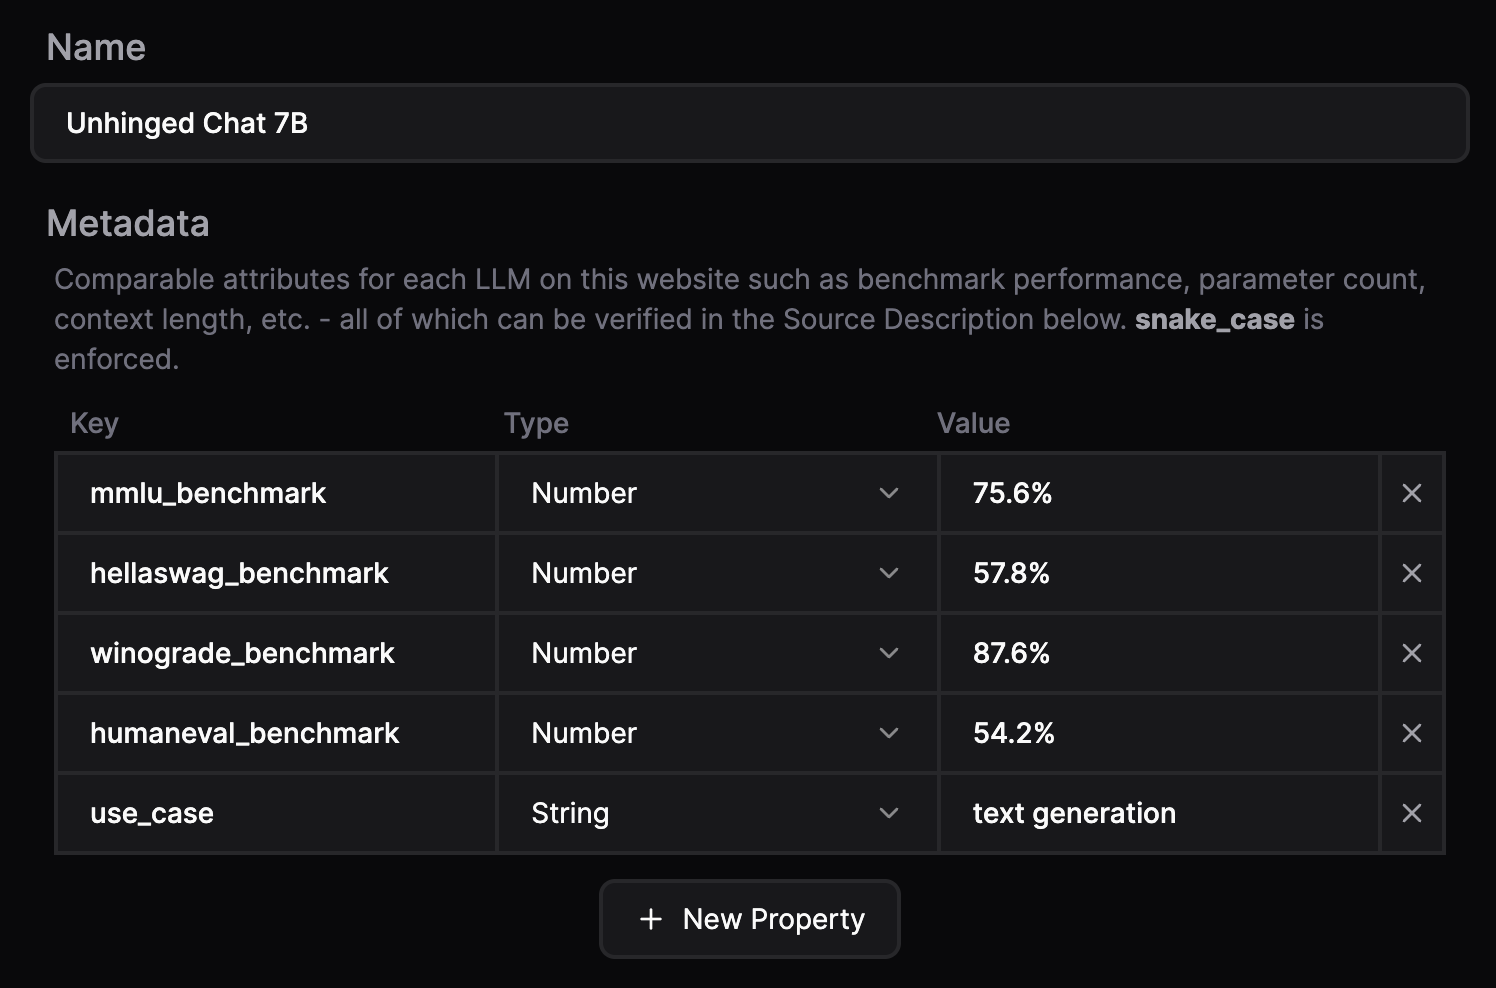 Name
Unhinged Chat 7B
Metadata
Comparable attributes for each LLM on this website such as benchmark performance, parameter count,
context length, etc. - all of which can be verified in the Source Description below. snake_case is
enforced.
Key Type Value
mmlu_benchmark Number 75.6%
hellaswag_benchmark Number 57.8%
winograde_benchmark Number 87.6%
humaneval_benchmark Number 54.2%
use_case String text generation
+ New Property